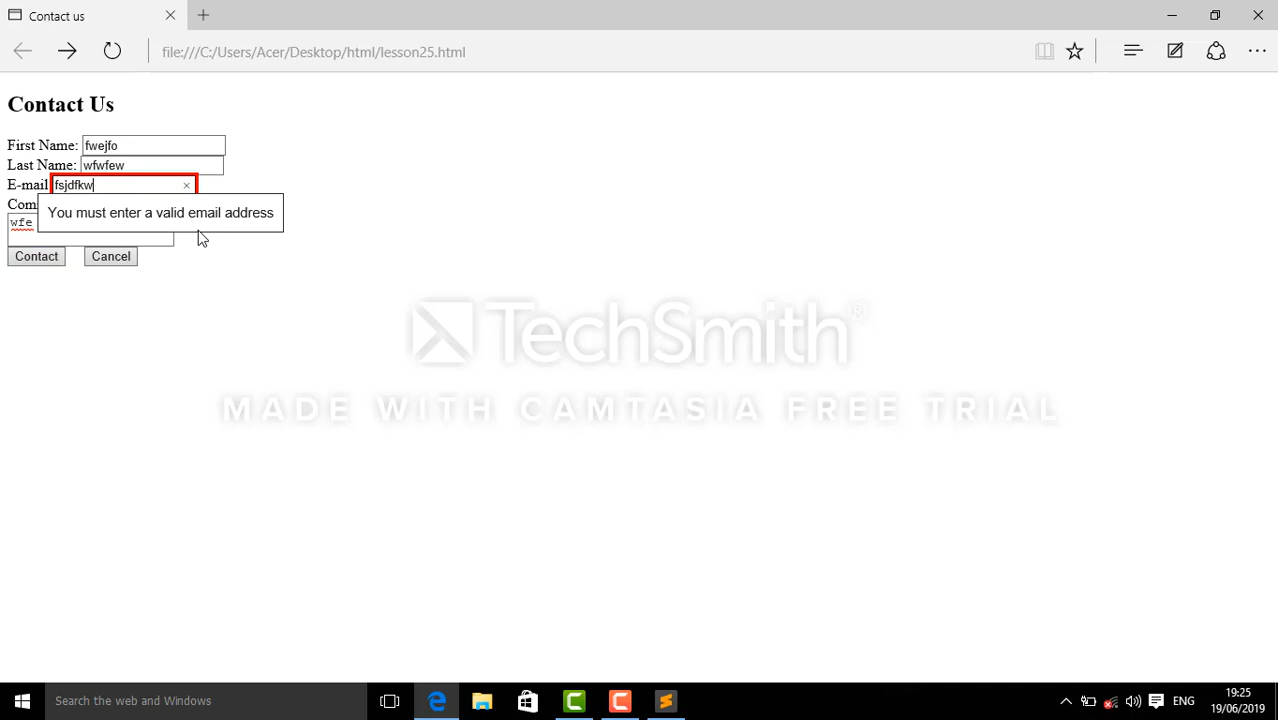 Contact us
file:///C:/Users/Acer/Desktop/html/lesson25.html
Contact Us
First Name: fwejfo
Last Name: wfwfew
E-mail fsjdfkw
Com
You must enter a valid email address
wfe
Contact Cancel
TechSmith®
MADE WITH CAMTASIA FREE TRIAL
Search the web and Windows
ENG
19:25
19/06/2019